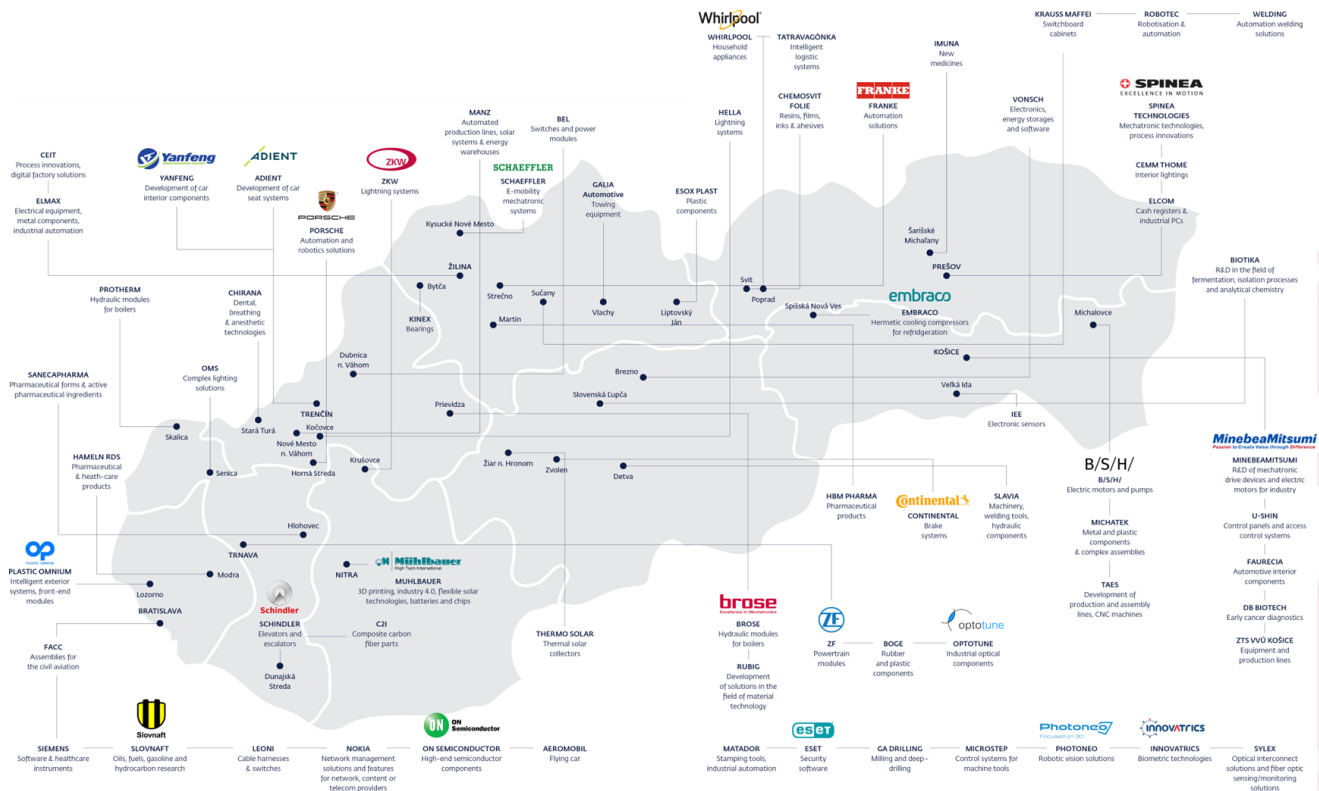 Whirlpool
WHIRLPOOL
Household
appliances
TATRAVAGÓNKA
Intelligent
logistic
systems
KRAUSS MAFFEI
Switchboard
cabinets
ROBOTEC
Robotisation &
automation
WELDING
Automation welding
solutions
IMUNA
New
medicines
FRANKE
FRANKE
Automation
solutions
CHEMOSVIT
FOLIE
Resins, films,
inks & ahesives
HELLA
Lightning
systems
VONSCH
Electronics,
energy storages
and software
SPINEA
EXCELLENCE IN MOTION
SPINEA
TECHNOLOGIES
Mechatronic technologies,
process innovations
CEMM THOME
Interior lightings
ELCOM
Cash registers &
industrial PCs
MANZ
Automated
production lines, solar
systems & energy
warehouses
BEL
Switches and power
modules
CEIT
Process innovations,
digital factory solutions
ELMAX
Electrical equipment,
metal components,
industrial automation
Yanfeng
YANFENG
Development of car
interior components
ADIENT
ADIENT
Development of car
seat systems
PORSCHE
PORSCHE
Automation and
robotics solutions
ZKW
ZKW
Lightning systems
SCHAEFFLER
SCHAEFFLER
E-mobility
mechatronic
systems
GALIA
Automotive
Towing
equipment
ESOX PLAST
Plastic
components
Kysucké Nové Mesto
Šarišské
Michaľany
PREŠOV
BIOTIKA
R&D in the field of
fermentation, isolation processes
and analytical chemistry
ŽILINA
Bytča
KINEX
Bearings
Strečno
Sučany
Martin
Vlachy
Liptovský
Ján
Svit
Poprad
Spišská Nová Ves
embraco
EMBRACO
Hermetic cooling compressors
for refridgeration
Michalovce
KOŠICE
Veľká Ida
IEE
Electronic sensors
PROTHERM
Hydraulic modules
for boilers
CHIRANA
Dental,
breathing
& anesthetic
technologies
OMS
Complex lighting
solutions
SANECAPHARMA
Pharmaceutical forms & active
pharmaceutical ingredients
HAMELN RDS
Pharmaceutical
& heath-care
products
Dubnica
n. Váhom
Brezno
Slovenská Ľupča
Prievidza
TRENČÍN
Stará Turá
Kočovce
Nové Mesto
n. Váhom
Horná Streda
Krušovce
Skalica
Senica
Žiar n. Hronom
Zvolen
Detva
Hlohovec
TRNAVA
Modra
NITRA
Lozorno
BRATISLAVA
Dunajská
Streda
PLASTIC OMNIUM
Intelligent exterior
systems, front-end
modules
Mühlbauer
High Tech International
MUHLBAUER
3D printing, industry 4.0, flexible solar
technologies, batteries and chips
Schindler
SCHINDLER
Elevators and
escalators
C2I
Composite carbon
fiber parts
THERMO SOLAR
Thermal solar
collectors
HBM PHARMA
Pharmaceutical
products
Continental
CONTINENTAL
Brake
systems
SLAVIA
Machinery,
welding tools,
hydraulic
components
B/S/H/
B/S/H/
Electric motors and pumps
MICHATEK
Metal and plastic
components
& complex assemblies
TAES
Development of
production and assembly
lines, CNC machines
MinebeaMitsumi
Passion to Create Value through Difference
MINEBEAMITSUMI
R&D of mechatronic
drive devices and electric
motors for industry
U-SHIN
Control panels and access
control systems
FAURECIA
Automotive interior
components
DB BIOTECH
Early cancer diagnostics
ZTS VVÚ KOŠICE
Equipment and
production lines
brose
Excellence in Mechatronics
BROSE
Hydraulic modules
for boilers
RUBIG
Development
of solutions in the
field of material
technology
ZF
ZF
Powertrain
modules
BOGE
Rubber
and plastic
components
optotune
OPTOTUNE
Industrial optical
components
FACC
Assemblies for
the civil aviation
SIEMENS
Software & healthcare
instruments
Slovnaft
SLOVNAFT
Oils, fuels, gasoline and
hydrocarbon research
LEONI
Cable harnesses
& switches
NOKIA
Network management
solutions and features
for network, content or
telecom providers
ON
ON
Semiconductor
ON SEMICONDUCTOR
High-end semiconductor
components
AEROMOBIL
Flying car
MATADOR
Stamping tools,
industrial automation
eset
ESET
Security
software
GA DRILLING
Milling and deep-
drilling
MICROSTEP
Control systems for
machine tools
Photoneo
Focused on 3D
PHOTONEO
Robotic vision solutions
INNOVATRICS
INNOVATRICS
Biometric technologies
SYLEX
Optical interconnect
solutions and fiber optic
sensing/monitoring
solutions